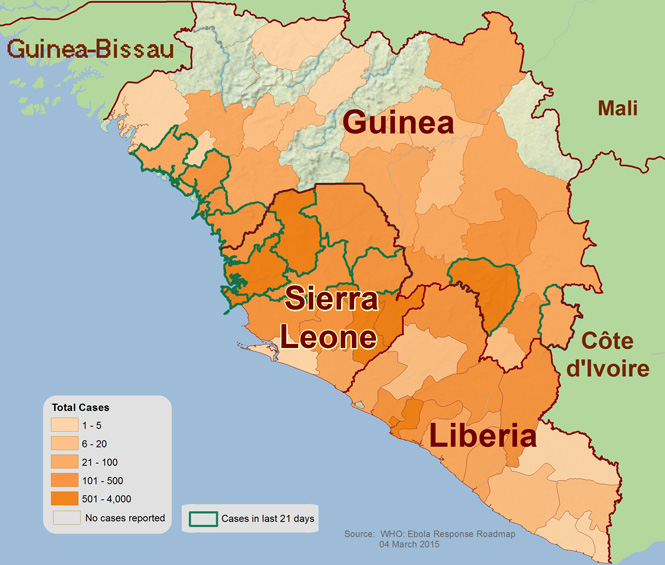 Guinea-Bissau
Guinea
Mali
Sierra
Leone
Côte
d'Ivoire
Liberia
Total Cases
1 - 5
6 - 20
21 - 100
101 - 500
501 - 4,000
No cases reported
Cases in last 21 days
Source: WHO: Ebola Response Roadmap
04 March 2015